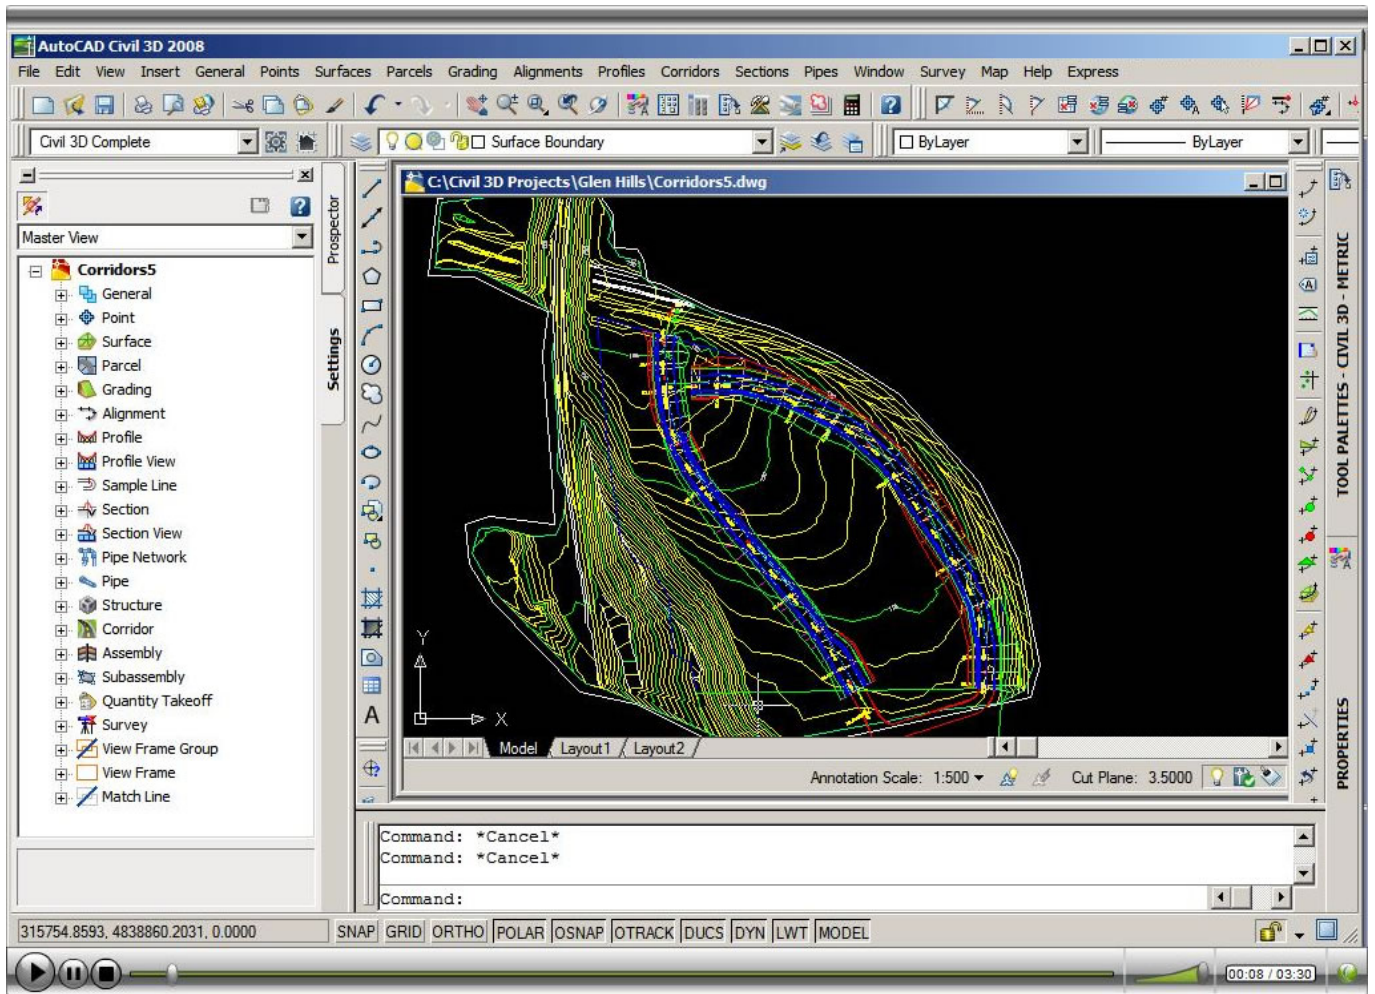 AutoCAD Civil 3D 2008
File Edit View Insert General Points Surfaces Parcels Grading Alignments Profiles Corridors Sections Pipes Window Survey Map Help Express
Civil 3D Complete
Surface Boundary
ByLayer
ByLayer
C:\Civil 3D Projects\Glen Hills\Corridors5.dwg
Master View
Prospector
Settings
Corridors5
General
Point
Surface
Parcel
Grading
Alignment
Profile
Profile View
Sample Line
Section
Section View
Pipe Network
Pipe
Structure
Corridor
Assembly
Subassembly
Quantity Takeoff
Survey
View Frame Group
View Frame
Match Line
A
Y
X
TOOL PALETTES - CIVIL 3D - METRIC
PROPERTIES
Model Layout1 Layout2
Annotation Scale: 1:500 Cut Plane: 3.5000
Command: *Cancel*
Command: *Cancel*
Command:
315754.8593, 4838860.2031, 0.0000
SNAP GRID ORTHO POLAR OSNAP OTRACK DUCS DYN LWT MODEL
00:08 / 03:30